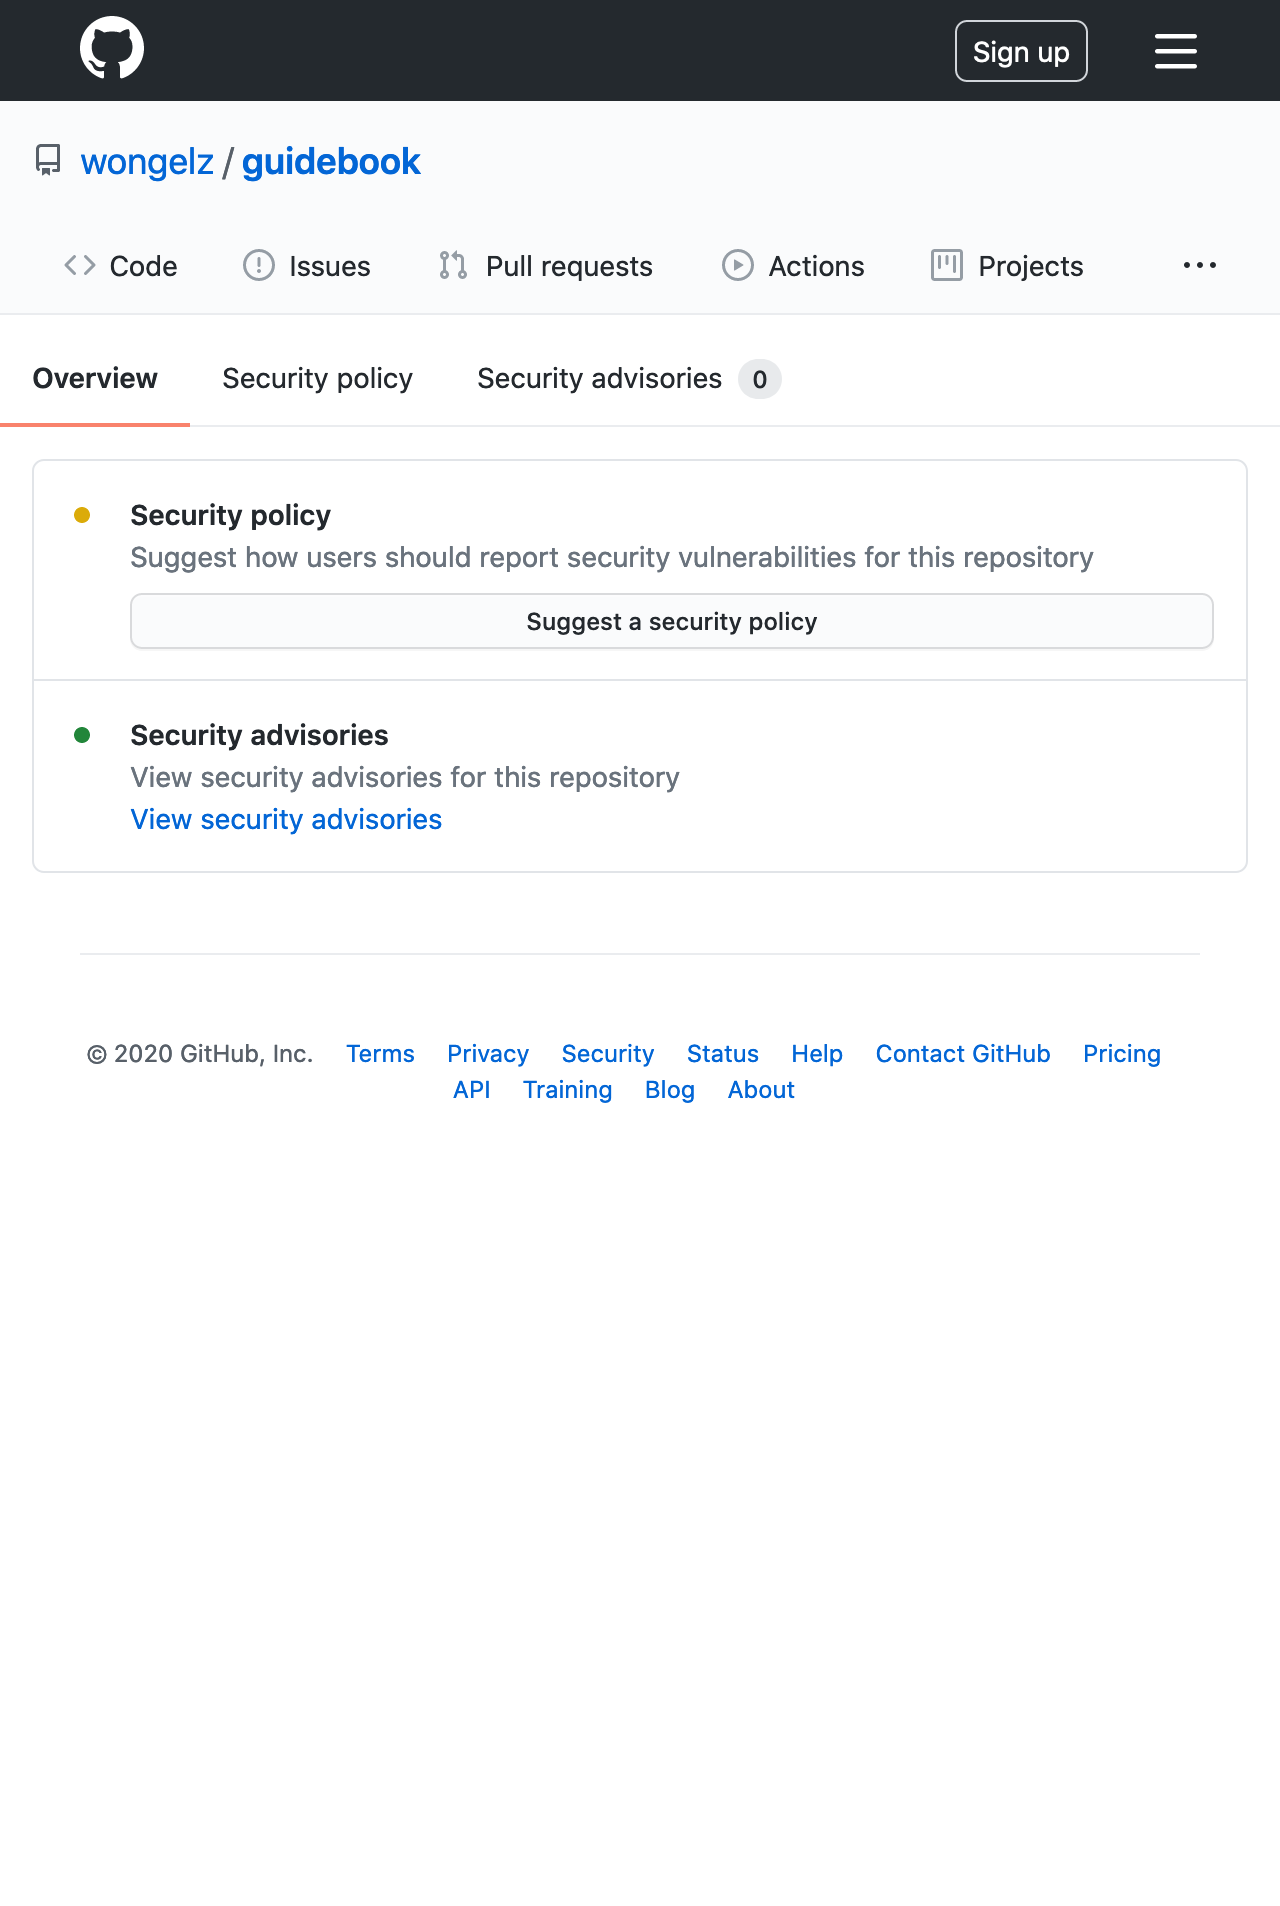 Sign up
wongelz / guidebook
Code Issues Pull requests Actions Projects
Overview Security policy Security advisories 0
Security policy
Suggest how users should report security vulnerabilities for this repository
Suggest a security policy
Security advisories
View security advisories for this repository
View security advisories
© 2020 GitHub, Inc. Terms Privacy Security Status Help Contact GitHub Pricing
API Training Blog About